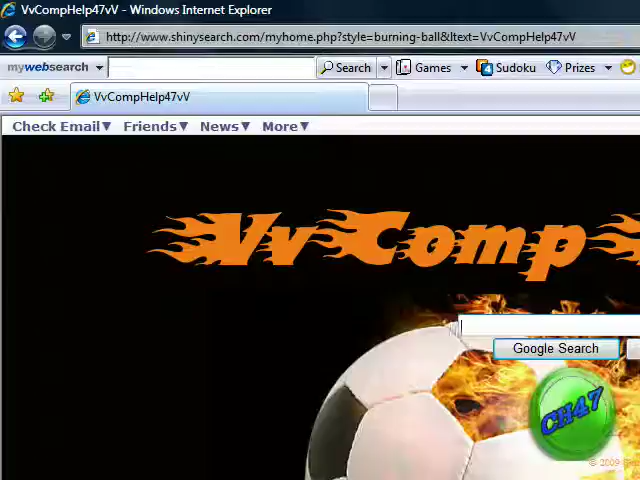 VvCompHelp47vV - Windows Internet Explorer
http://www.shinysearch.com/myhome.php?style=burning-ball&ltext=VvCompHelp47vV
mywebsearch Search Games Sudoku Prizes
VvCompHelp47vV
Check Email▼ Friends▼ News▼ More▼
VvComp
Google Search
CH47
© 2009